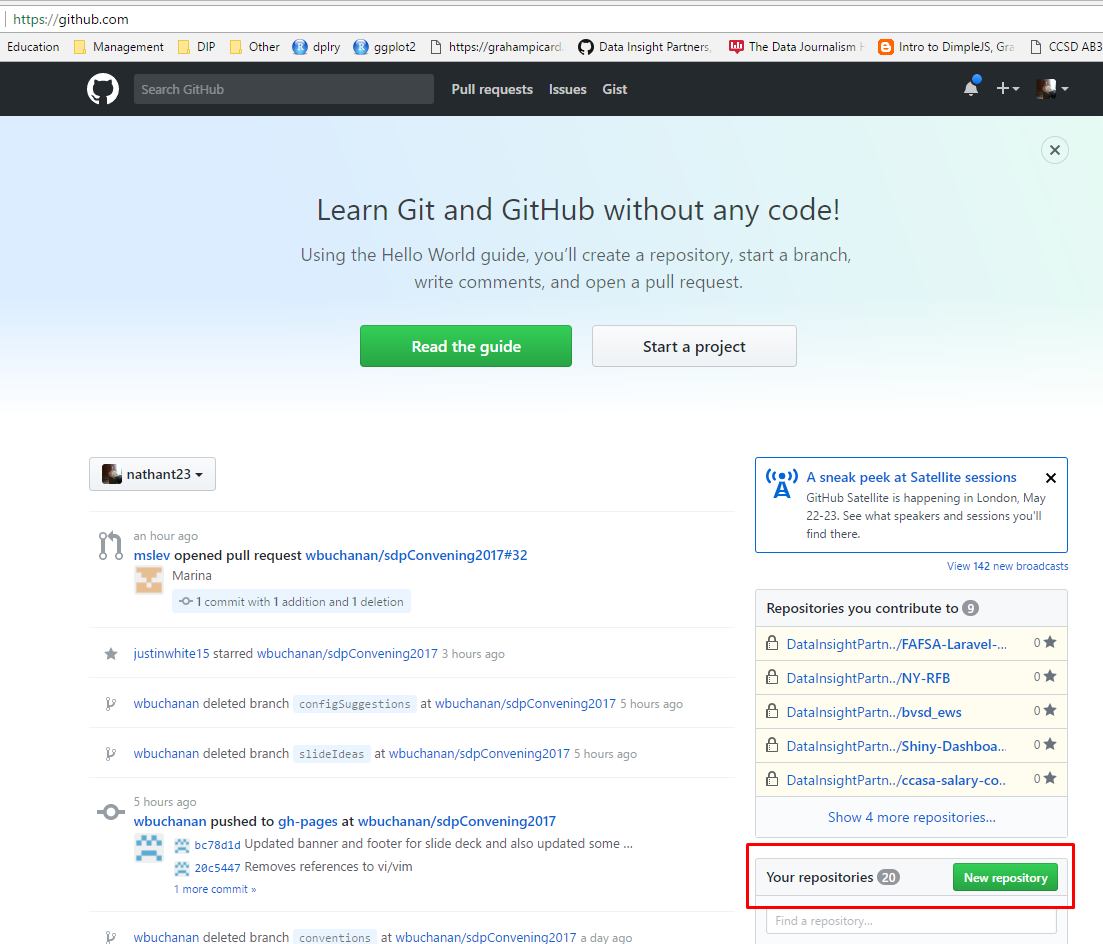 https://github.com
Education Management DIP Other dplry ggplot2 https://grahampicard. Data Insight Partners, The Data Journalism H Intro to DimpleJS, Gra CCSD AB3
Search GitHub Pull requests Issues Gist
Learn Git and GitHub without any code!
Using the Hello World guide, you’ll create a repository, start a branch,
write comments, and open a pull request.
Read the guide Start a project
nathant23
an hour ago
mslev opened pull request wbuchanan/sdpConvening2017#32
Marina
1 commit with 1 addition and 1 deletion
justinwhite15 starred wbuchanan/sdpConvening2017 3 hours ago
wbuchanan deleted branch configSuggestions at wbuchanan/sdpConvening2017 5 hours ago
wbuchanan deleted branch slideIdeas at wbuchanan/sdpConvening2017 5 hours ago
5 hours ago
wbuchanan pushed to gh-pages at wbuchanan/sdpConvening2017
bc78d1d Updated banner and footer for slide deck and also updated some ...
20c5447 Removes references to vi/vim
1 more commit »
wbuchanan deleted branch conventions at wbuchanan/sdpConvening2017 a day ago
A sneak peek at Satellite sessions
GitHub Satellite is happening in London, May
22-23. See what speakers and sessions you'll
find there.
View 142 new broadcasts
Repositories you contribute to 9
DataInsightPartn../FAFSA-Laravel-... 0
DataInsightPartn../NY-RFB 0
DataInsightPartn../bvsd_ews 0
DataInsightPartn../Shiny-Dashboa... 0
DataInsightPartn../ccasa-salary-co.. 0
Show 4 more repositories...
Your repositories 20 New repository
Find a repository...